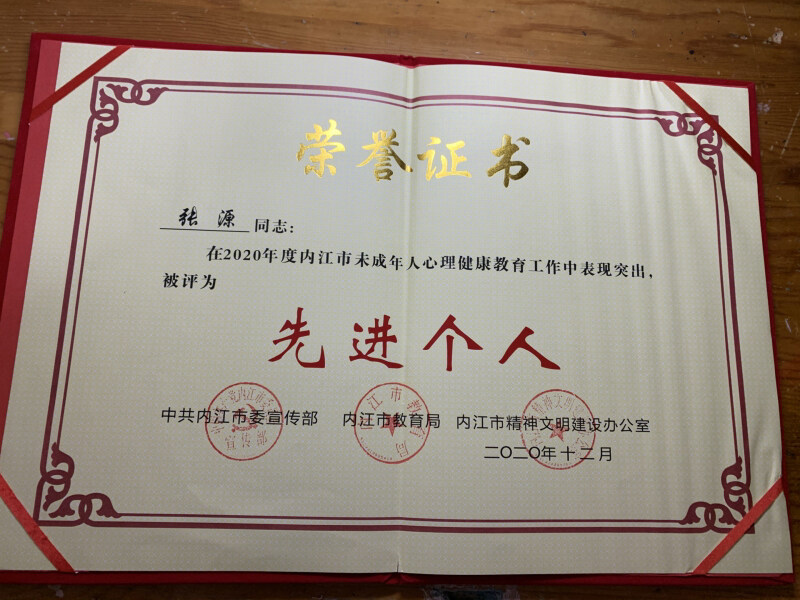 荣誉证书
张源 同志：
在2020年度内江市未成年人心理健康教育工作中表现突出，
被评为
先进个人
中共内江市委宣传部 内江市教育局 内江市精神文明建设办公室
二〇二〇年十二月